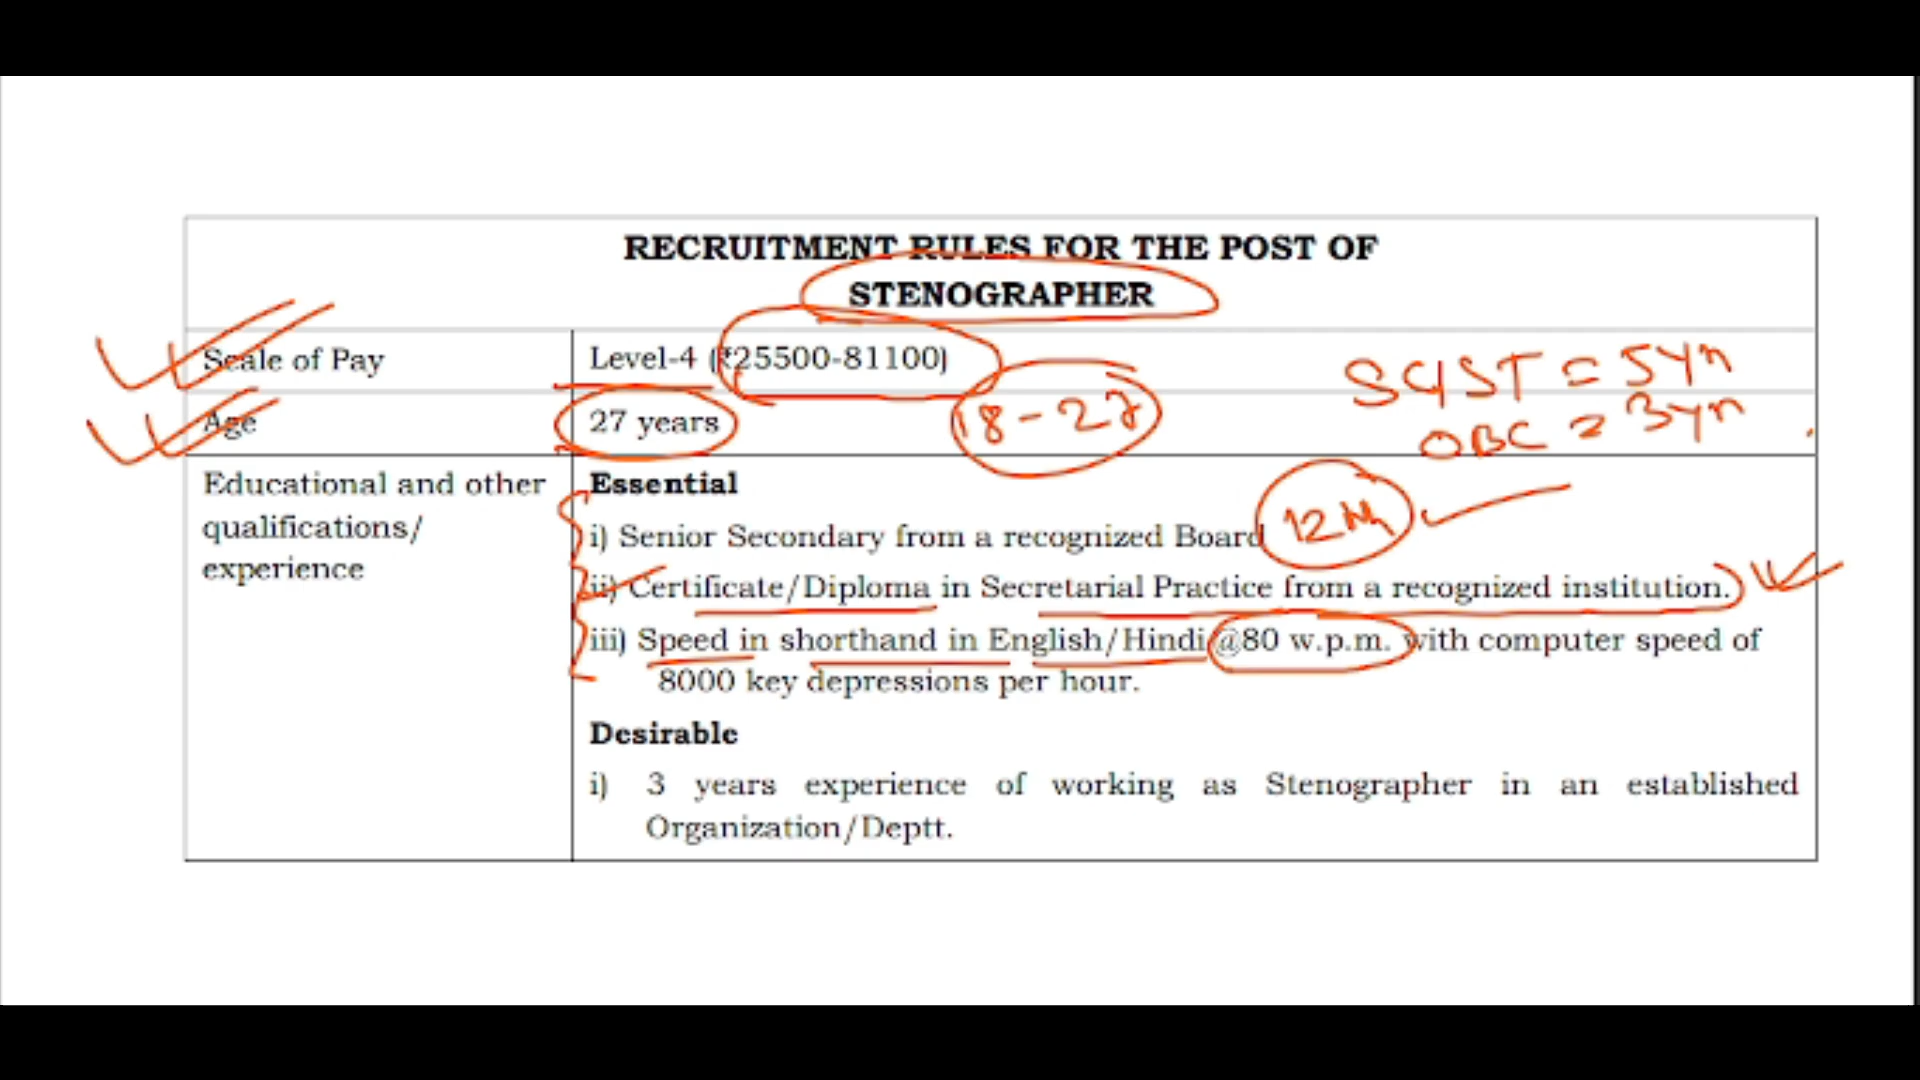 RECRUITMENT RULES FOR THE POST OF
STENOGRAPHER
Scale of Pay
Level-4 (₹25500-81100)
SC/ST = 5yr
Age
27 years
18-27
OBC = 3yr
Educational and other
qualifications/
experience
Essential
i) Senior Secondary from a recognized Board
12th
ii) Certificate/Diploma in Secretarial Practice from a recognized institution.
iii) Speed in shorthand in English/Hindi @80 w.p.m. with computer speed of
8000 key depressions per hour.
Desirable
i) 3 years experience of working as Stenographer in an established
Organization/Deptt.